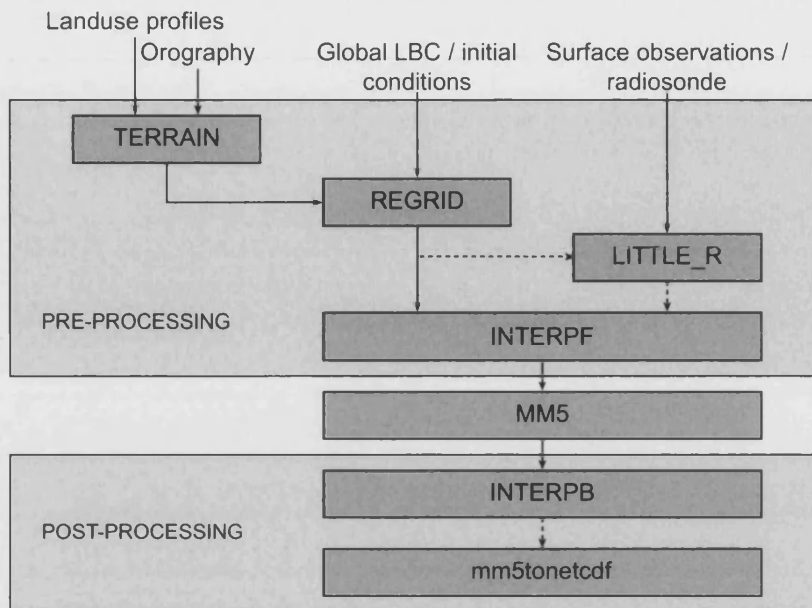 Landuse profiles
Orography
Global LBC / initial
conditions
Surface observations /
radiosonde
TERRAIN
REGRID
LITTLE_R
PRE-PROCESSING
INTERPF
MM5
INTERPB
POST-PROCESSING
mm5tonetcdf